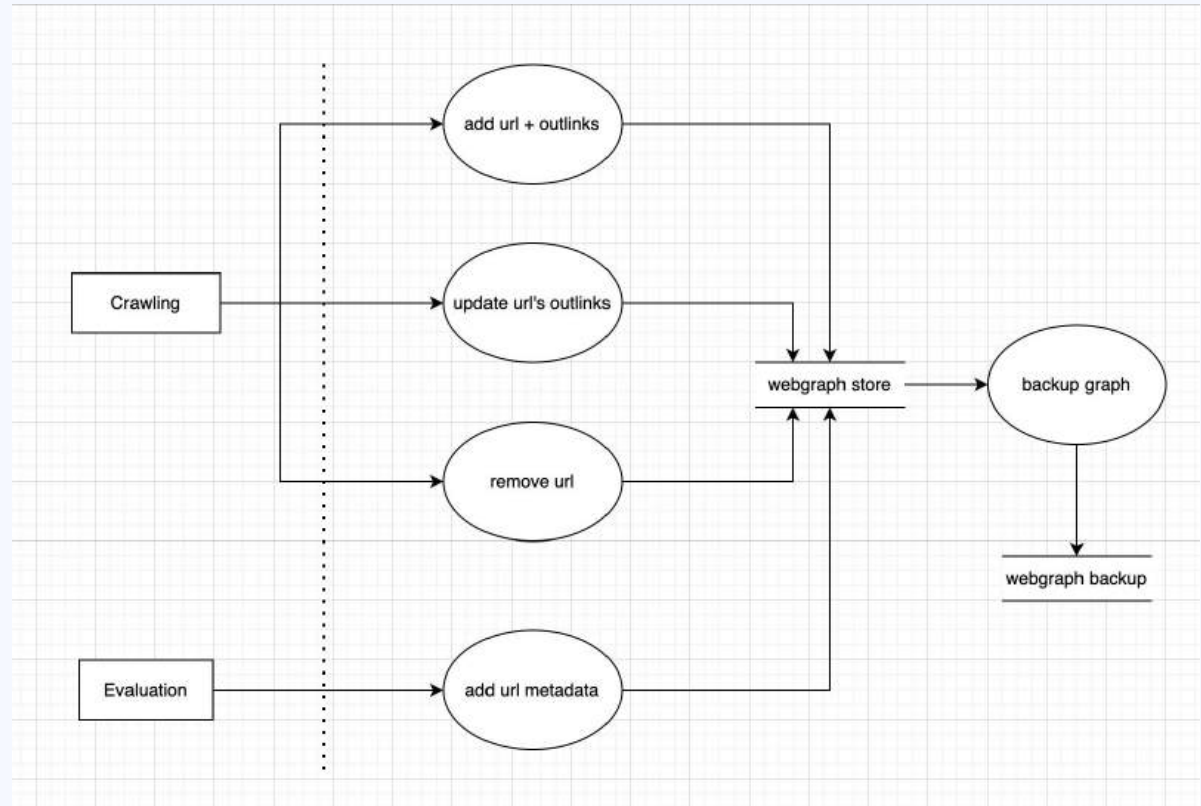 add url + outlinks
Crawling
update url's outlinks
webgraph store
backup graph
remove url
webgraph backup
Evaluation
add url metadata